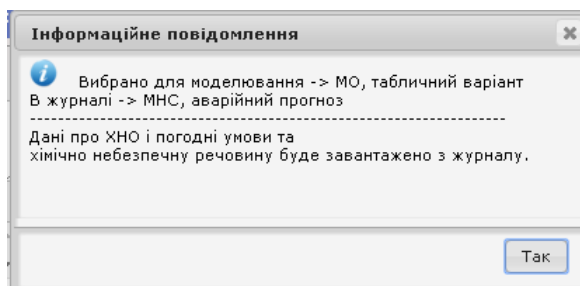 Інформаційне повідомлення
Вибрано для моделювання -> МО, табличний варіант
В журналі -> МНС, аварійний прогноз
--------------------------------------------------------------------
Дані про ХНО і погодні умови та
хімічно небезпечну речовину буде завантажено з журналу.
Так